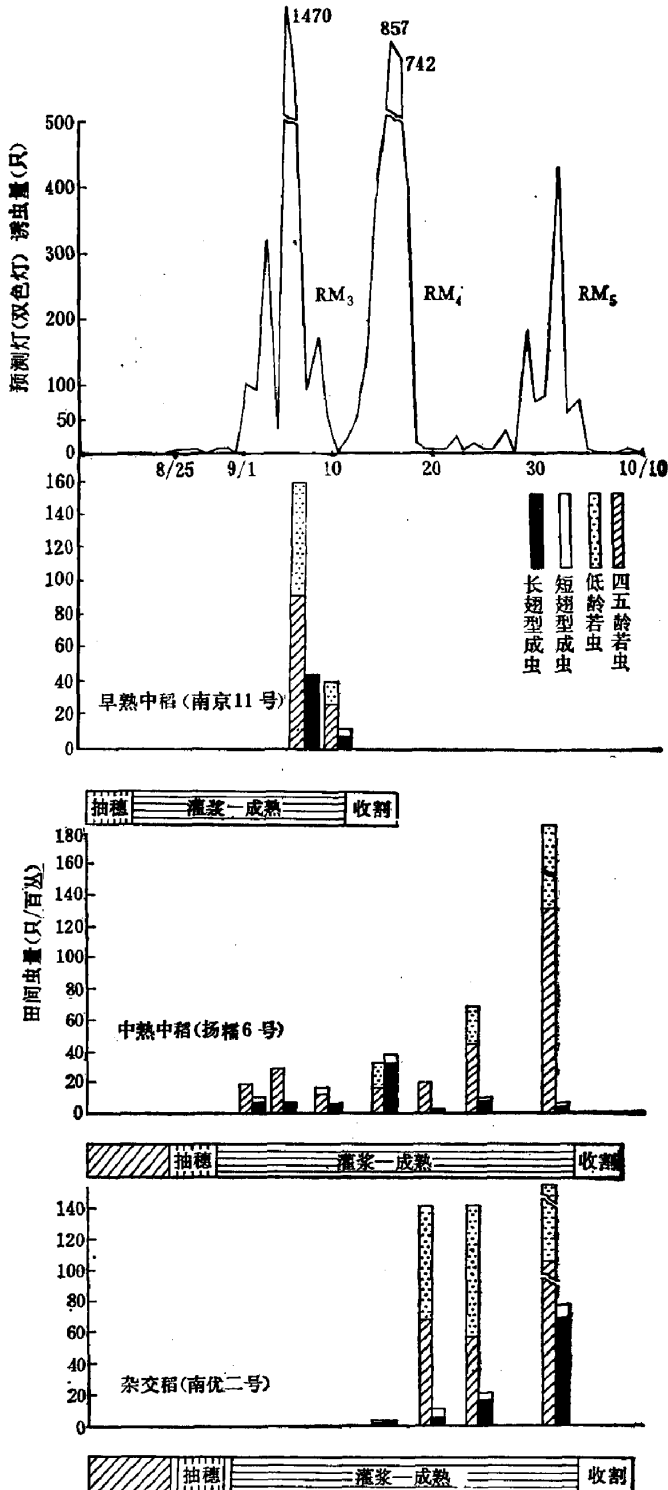 1470
857
742
预测灯(双色灯) 诱虫量(只)
500
400
300
200
100
50
0
RM₃
RM₄
RM₅
8/25
9/1
10
20
30
10/10
160
140
120
100
80
60
40
20
0
长翅型成虫
短翅型成虫
低龄若虫
四五龄若虫
早熟中稻(南京11号)
抽穗
灌浆—成熟
收割
田间虫量(只/百丛)
180
160
140
120
100
80
60
40
20
0
中熟中稻(扬糯6号)
抽穗
灌浆—成熟
收割
140
120
100
80
60
40
20
0
杂交稻(南优二号)
抽穗
灌浆—成熟
收割